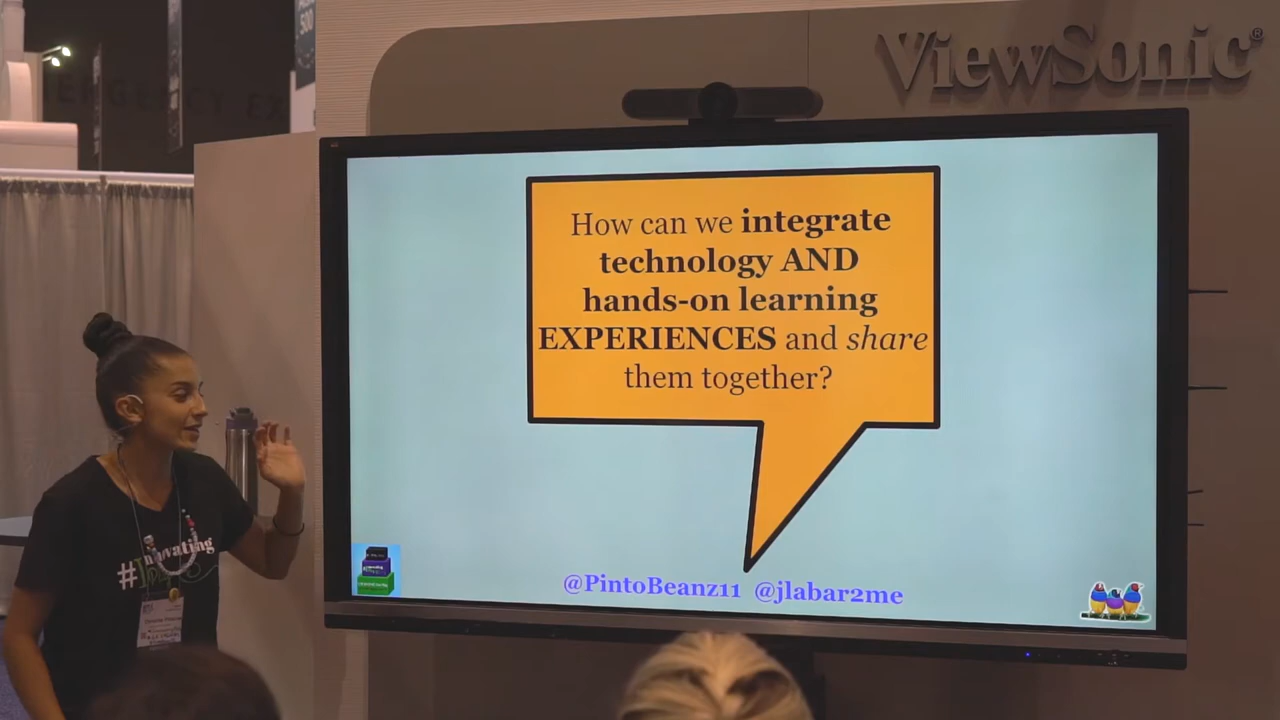 ViewSonic®
How can we integrate
technology AND
hands-on learning
EXPERIENCES and share
them together?
@PintoBeanz11 @jlabar2me
#Innovating